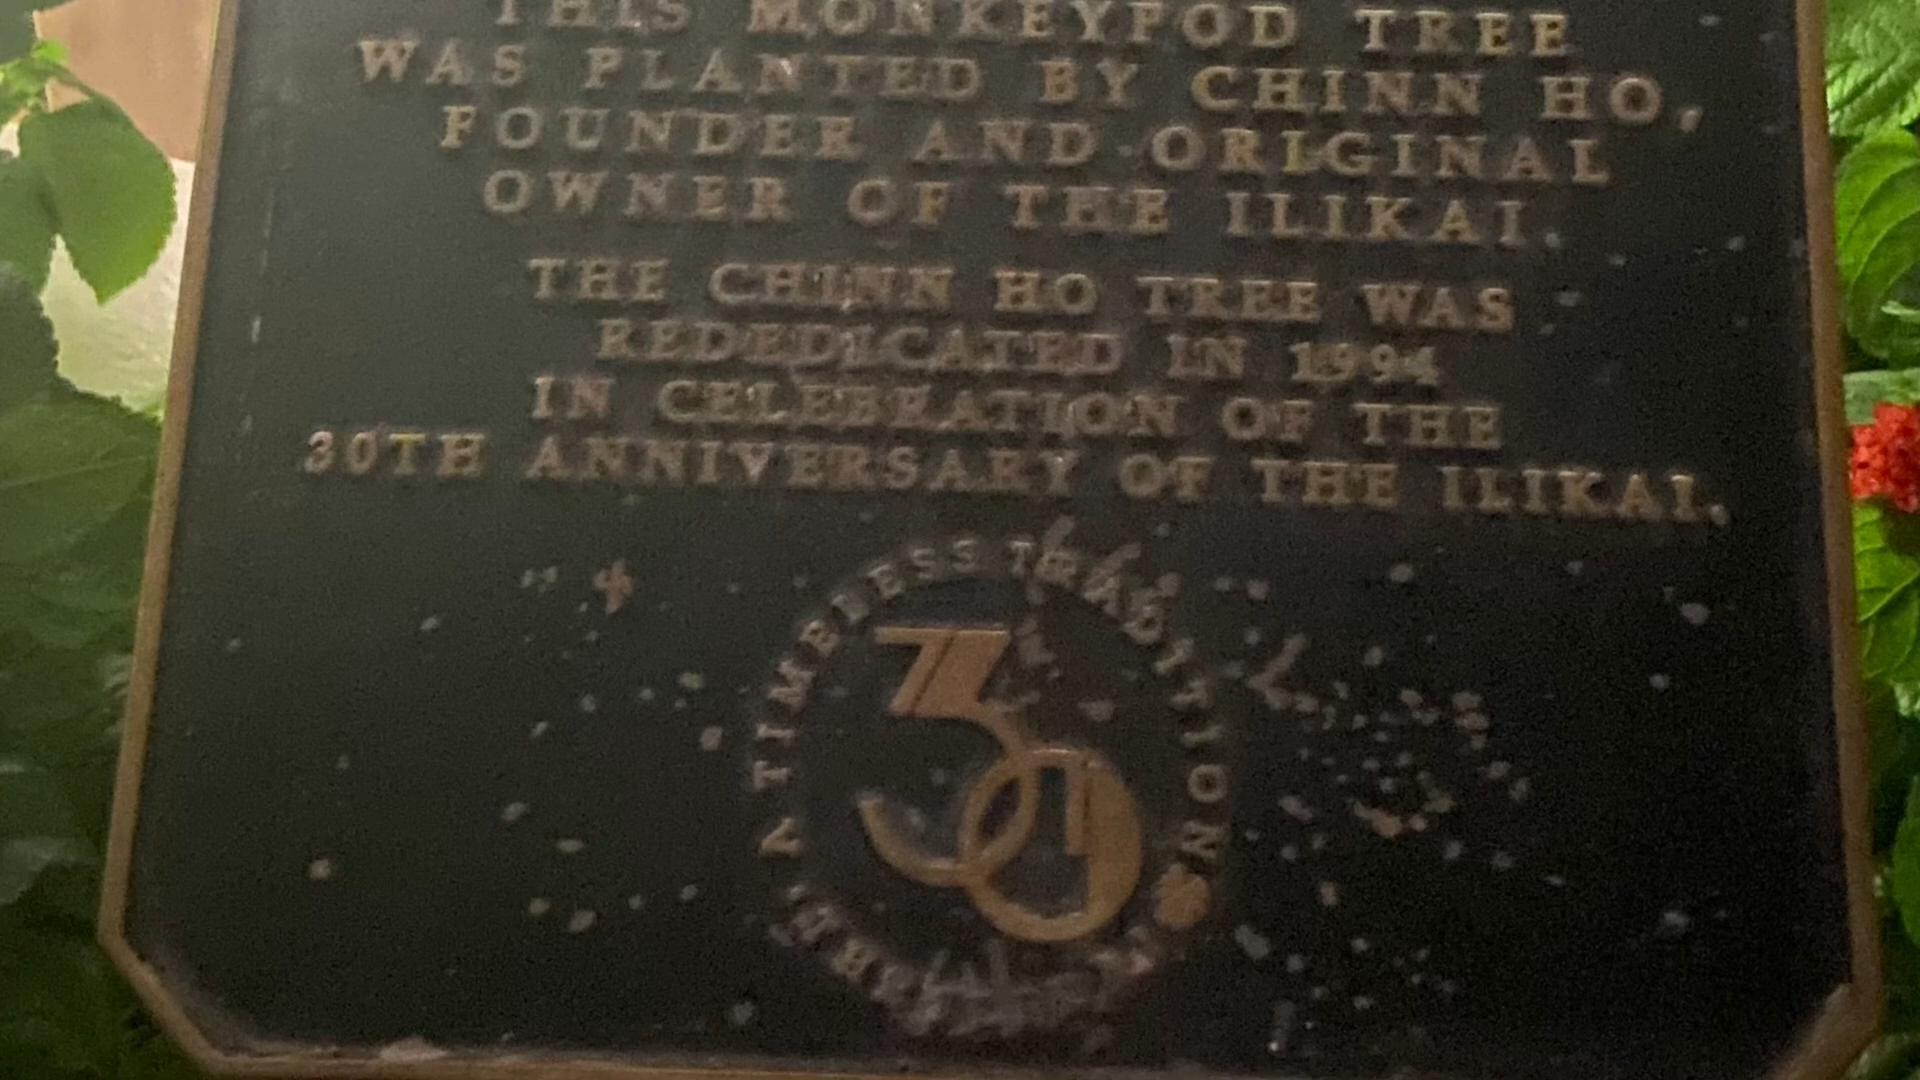 THIS MONKEYPOD TREE
WAS PLANTED BY CHINN HO,
FOUNDER AND ORIGINAL
OWNER OF THE ILIKAI.
THE CHINN HO TREE WAS
REDEDICATED IN 1994
IN CELEBRATION OF THE
30TH ANNIVERSARY OF THE ILIKAI.
A TIMELESS TRADITION
30